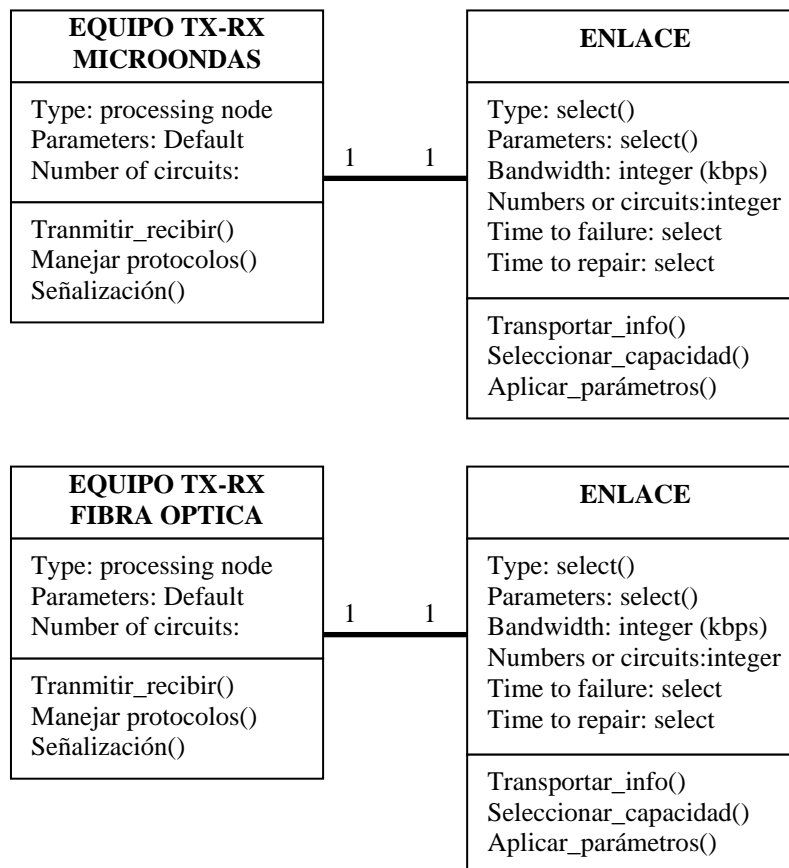 EQUIPO TX-RX
MICROONDAS
Type: processing node
Parameters: Default
Number of circuits:
Tranmitir_recibir()
Manejar protocolos()
Señalización()
1 1
ENLACE
Type: select()
Parameters: select()
Bandwidth: integer (kbps)
Numbers or circuits:integer
Time to failure: select
Time to repair: select
Transportar_info()
Seleccionar_capacidad()
Aplicar_parámetros()
EQUIPO TX-RX
FIBRA OPTICA
Type: processing node
Parameters: Default
Number of circuits:
Tranmitir_recibir()
Manejar protocolos()
Señalización()
1 1
ENLACE
Type: select()
Parameters: select()
Bandwidth: integer (kbps)
Numbers or circuits:integer
Time to failure: select
Time to repair: select
Transportar_info()
Seleccionar_capacidad()
Aplicar_parámetros()